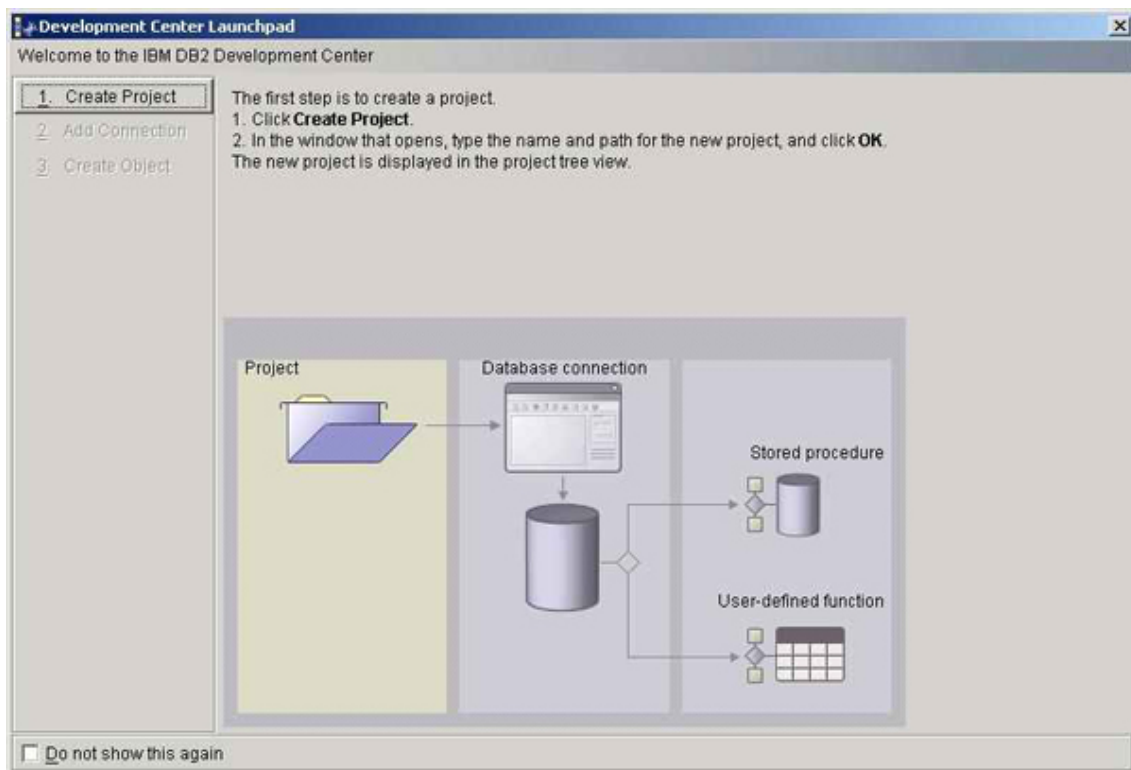 Development Center Launchpad
Welcome to the IBM DB2 Development Center
1. Create Project
2. Add Connection
3. Create Object
The first step is to create a project.
1. Click Create Project.
2. In the window that opens, type the name and path for the new project, and click OK.
The new project is displayed in the project tree view.
Project
Database connection
Stored procedure
User-defined function
Do not show this again